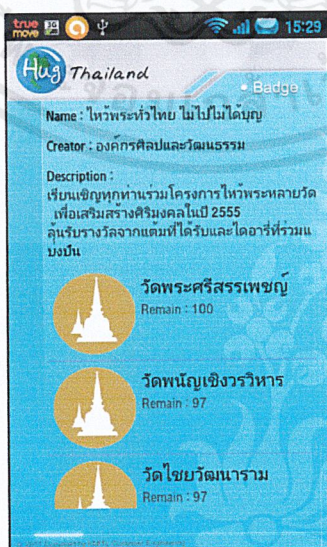 true move 3G 15:29
Hug Thailand
• Badge
Name : ไหว้พระทั่วไทย ไม่ไปไม่ได้บุญ
Creator : องค์กรศิลปและวัฒนธรรม
Description :
เรียนเชิญทุกท่านร่วมโครงการไหว้พระหลายวัด
เพื่อเสริมสร้างศิริมงคลในปี 2555
ลุ้นรับรางวัลจากแต้มที่ได้รับและไดอารี่ที่ร่วมแ
บ่งปัน
วัดพระศรีสรรเพชญ์
Remain : 100
วัดพนัญเชิงวรวิหาร
Remain : 97
วัดไชยวัฒนาราม
Remain : 97